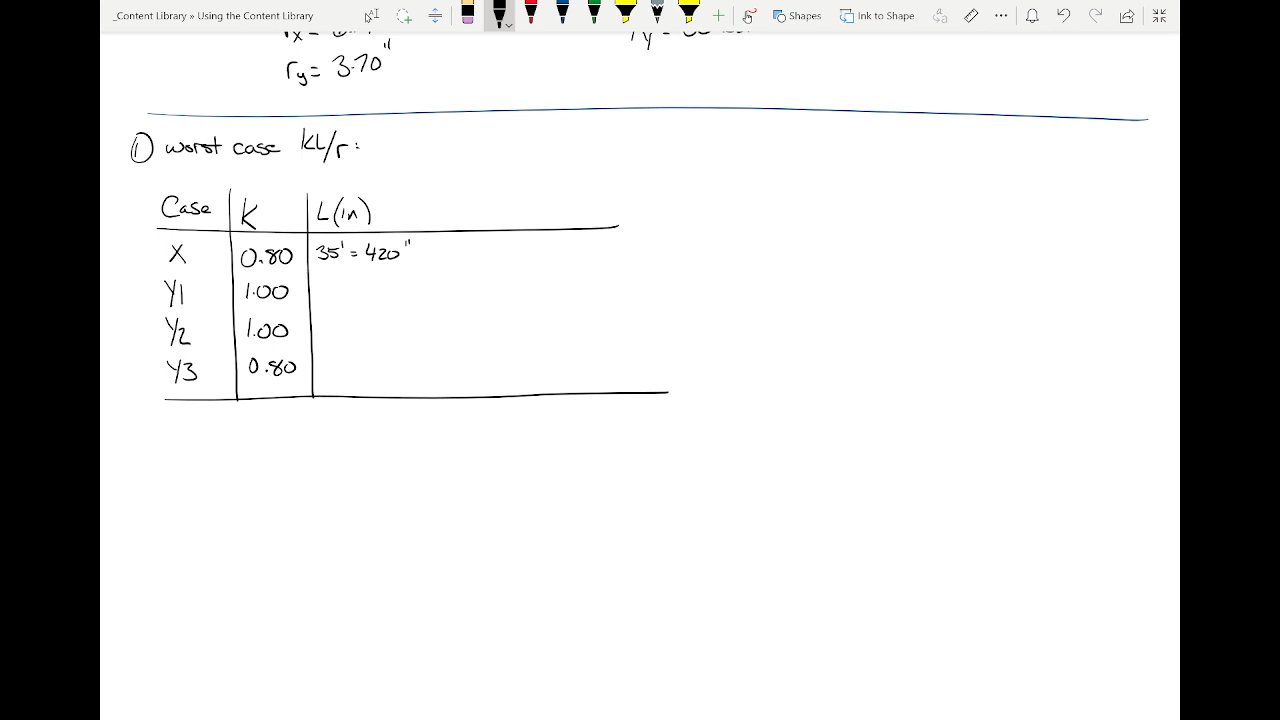 _Content Library » Using the Content Library
Shapes
Ink to Shape
ry = 3.70"
① worst case KL/r:
Case K L(in)
X 0.80 35' = 420"
Y1 1.00
Y2 1.00
Y3 0.80